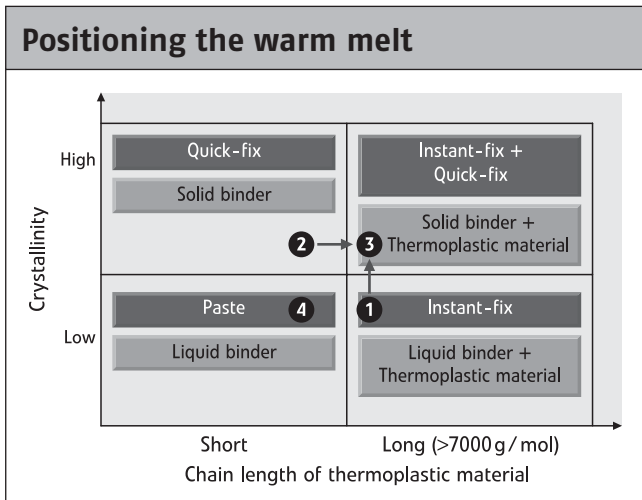 Positioning the warm melt
Crystallinity
High
Low
Quick-fix
Solid binder
Instant-fix +
Quick-fix
Solid binder +
Thermoplastic material
2
3
Paste
4
Liquid binder
1
Instant-fix
Liquid binder +
Thermoplastic material
Short
Long (>7000 g/mol)
Chain length of thermoplastic material